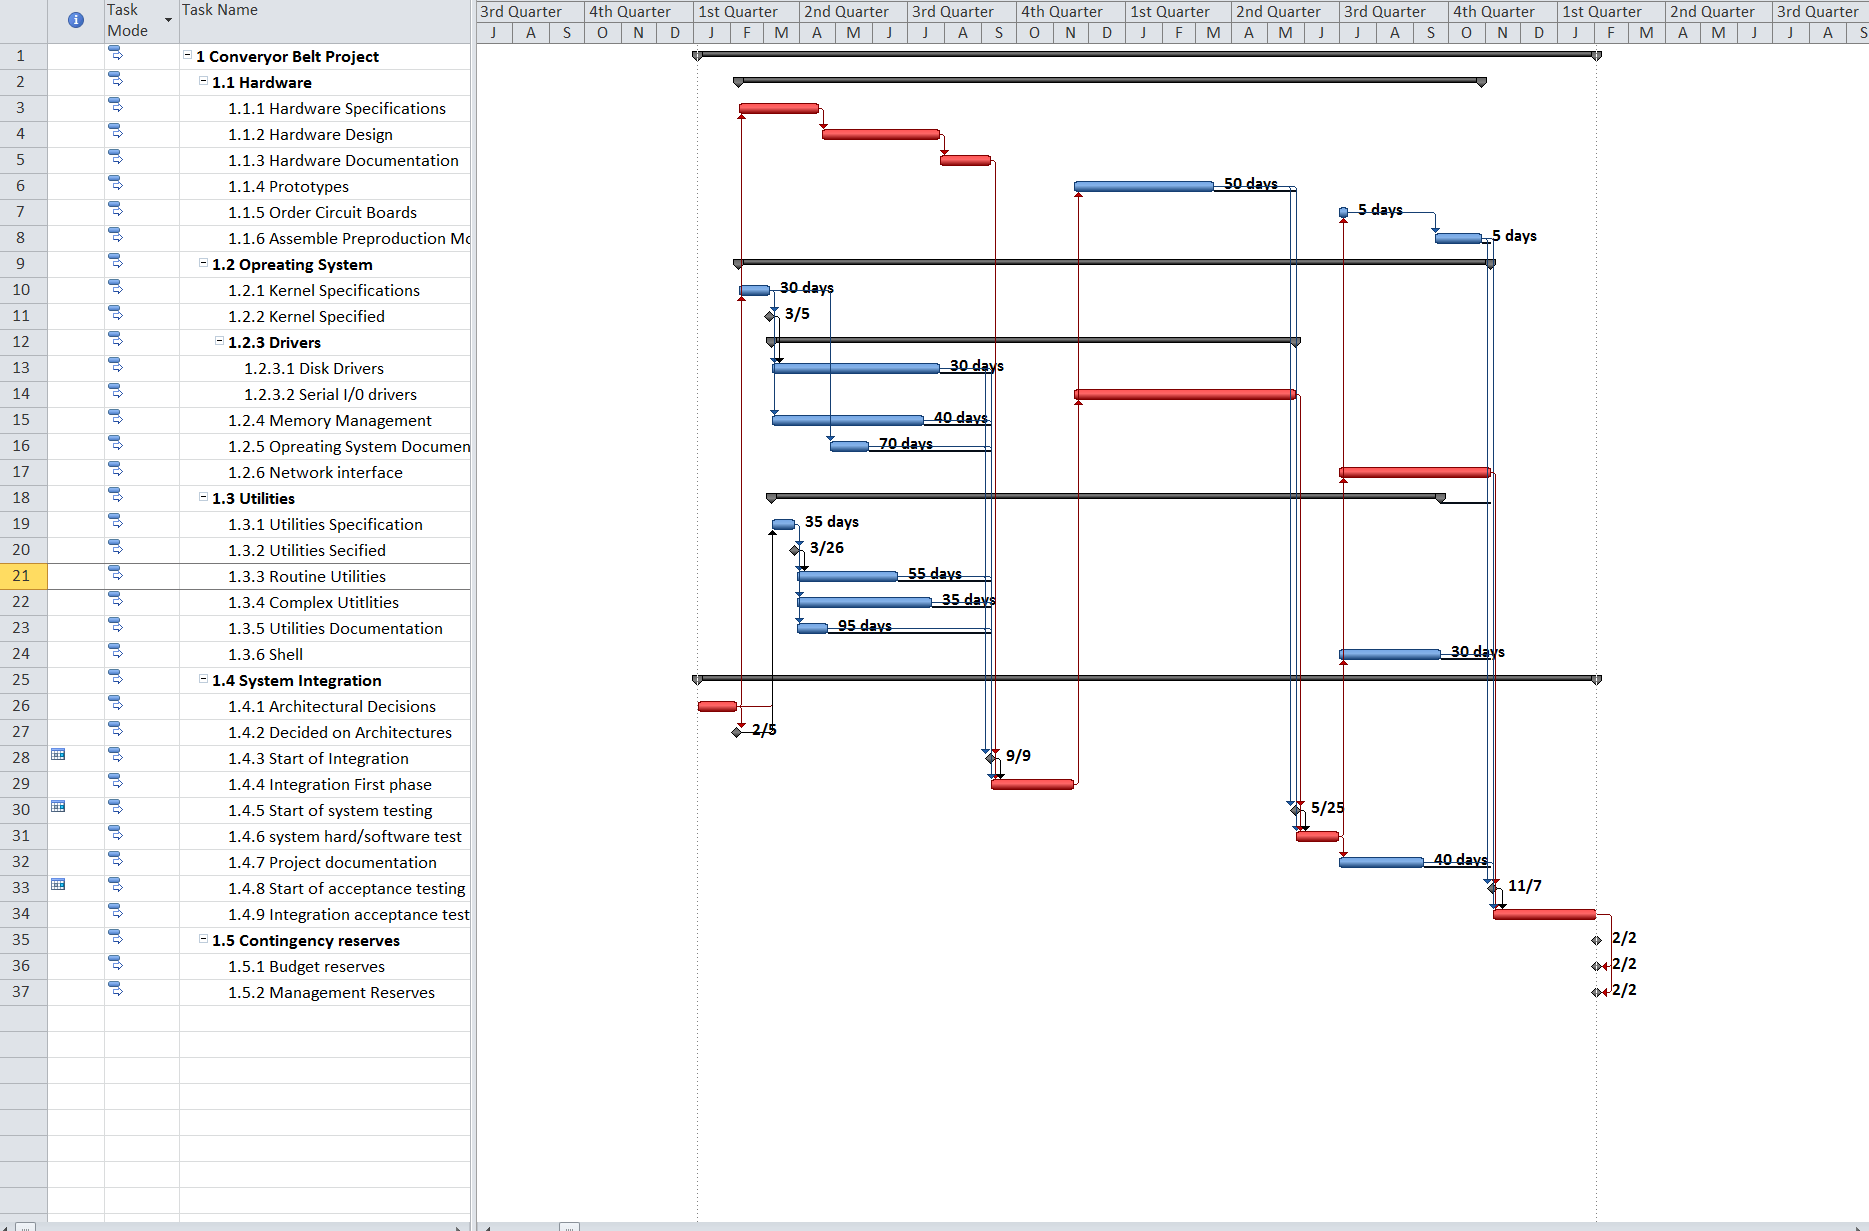 Task Mode
Task Name
3rd Quarter 4th Quarter 1st Quarter 2nd Quarter 3rd Quarter 4th Quarter 1st Quarter 2nd Quarter 3rd Quarter 4th Quarter 1st Quarter 2nd Quarter 3rd Quarter
J A S O N D J F M A M J J A S O N D J F M A M J J A S O N D J F M A M J J A S
1 1 Converyor Belt Project
2 1.1 Hardware
3 1.1.1 Hardware Specifications
4 1.1.2 Hardware Design
5 1.1.3 Hardware Documentation
6 1.1.4 Prototypes 50 days
7 1.1.5 Order Circuit Boards 5 days
8 1.1.6 Assemble Preproduction Mo 5 days
9 1.2 Opreating System
10 1.2.1 Kernel Specifications 30 days
11 1.2.2 Kernel Specified 3/5
12 1.2.3 Drivers
13 1.2.3.1 Disk Drivers 30 days
14 1.2.3.2 Serial I/0 drivers
15 1.2.4 Memory Management 40 days
16 1.2.5 Opreating System Documen 70 days
17 1.2.6 Network interface
18 1.3 Utilities
19 1.3.1 Utilities Specification 35 days
20 1.3.2 Utilities Secified 3/26
21 1.3.3 Routine Utilities 55 days
22 1.3.4 Complex Utitlities 35 days
23 1.3.5 Utilities Documentation 95 days
24 1.3.6 Shell 30 days
25 1.4 System Integration
26 1.4.1 Architectural Decisions
27 1.4.2 Decided on Architectures 2/5
28 1.4.3 Start of Integration 9/9
29 1.4.4 Integration First phase
30 1.4.5 Start of system testing 5/25
31 1.4.6 system hard/software test
32 1.4.7 Project documentation 40 days
33 1.4.8 Start of acceptance testing 11/7
34 1.4.9 Integration acceptance test
35 1.5 Contingency reserves 2/2
36 1.5.1 Budget reserves 2/2
37 1.5.2 Management Reserves 2/2